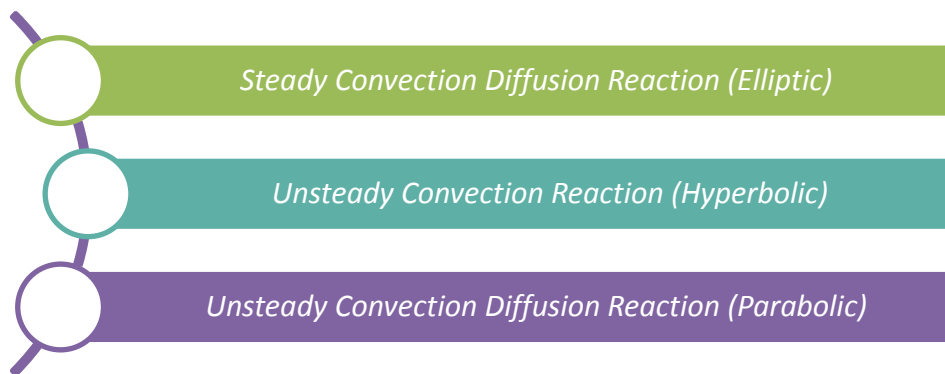 Steady Convection Diffusion Reaction (Elliptic)
Unsteady Convection Reaction (Hyperbolic)
Unsteady Convection Diffusion Reaction (Parabolic)